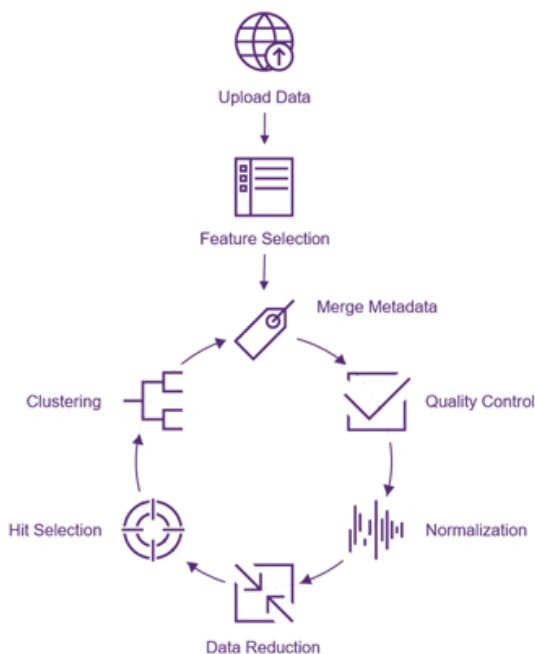 Upload Data
Feature Selection
Merge Metadata
Quality Control
Normalization
Data Reduction
Hit Selection
Clustering